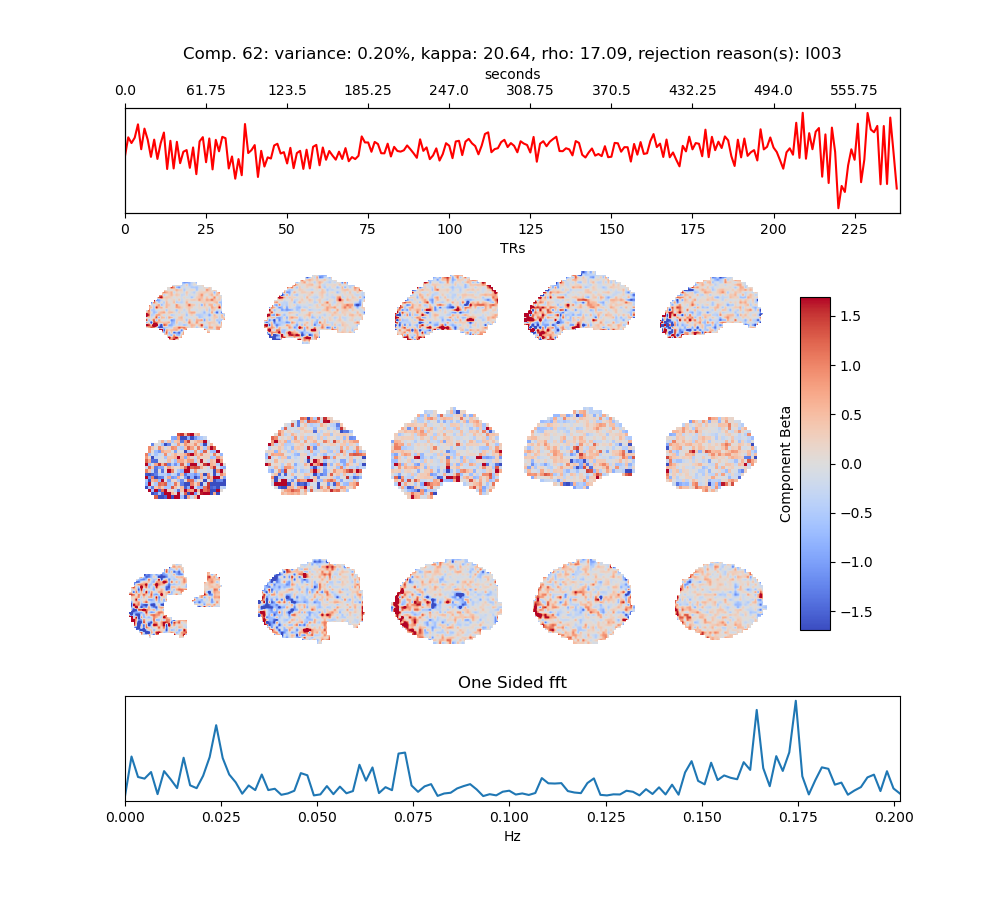 Comp. 62: variance: 0.20%, kappa: 20.64, rho: 17.09, rejection reason(s): I003
seconds
0.0 61.75 123.5 185.25 247.0 308.75 370.5 432.25 494.0 555.75
0 25 50 75 100 125 150 175 200 225
TRs
1.5
1.0
0.5
0.0
−0.5
−1.0
−1.5
Component Beta
One Sided fft
0.000 0.025 0.050 0.075 0.100 0.125 0.150 0.175 0.200
Hz